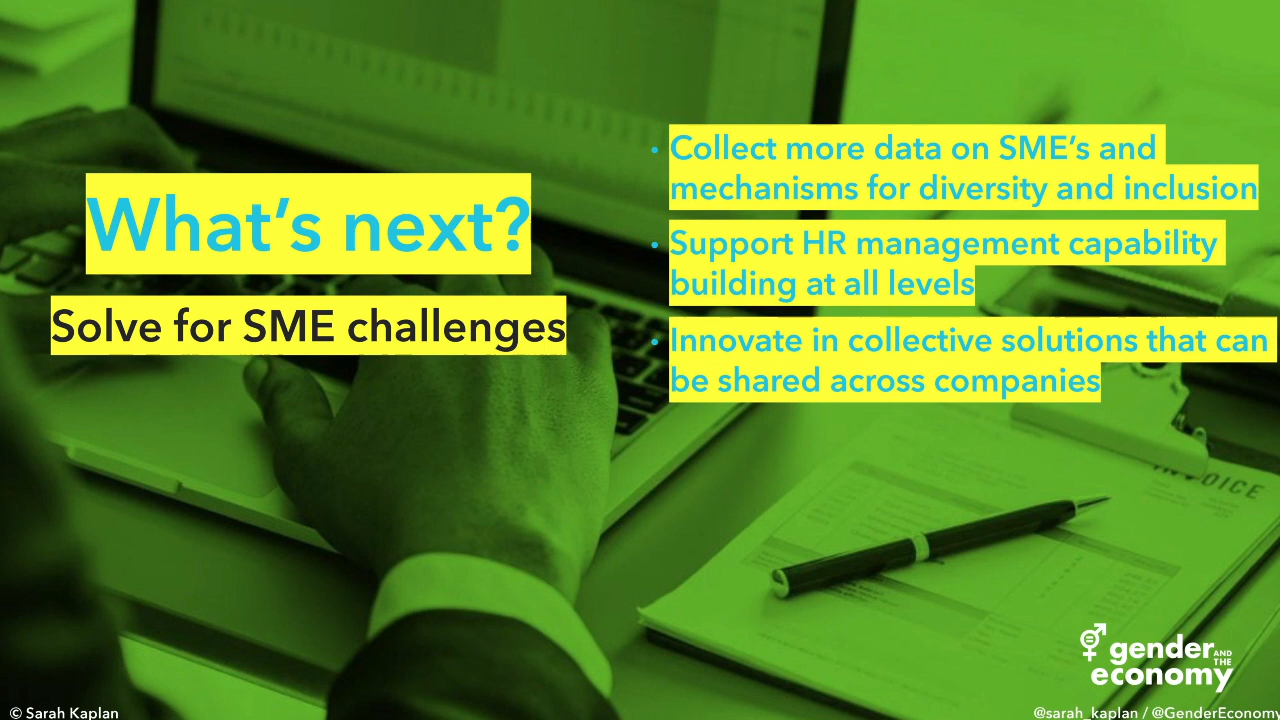 What's next?
Solve for SME challenges
• Collect more data on SME's and
mechanisms for diversity and inclusion
• Support HR management capability
building at all levels
• Innovate in collective solutions that can
be shared across companies
INVOICE
gender AND THE
economy
© Sarah Kaplan
@sarah_kaplan / @GenderEconomy